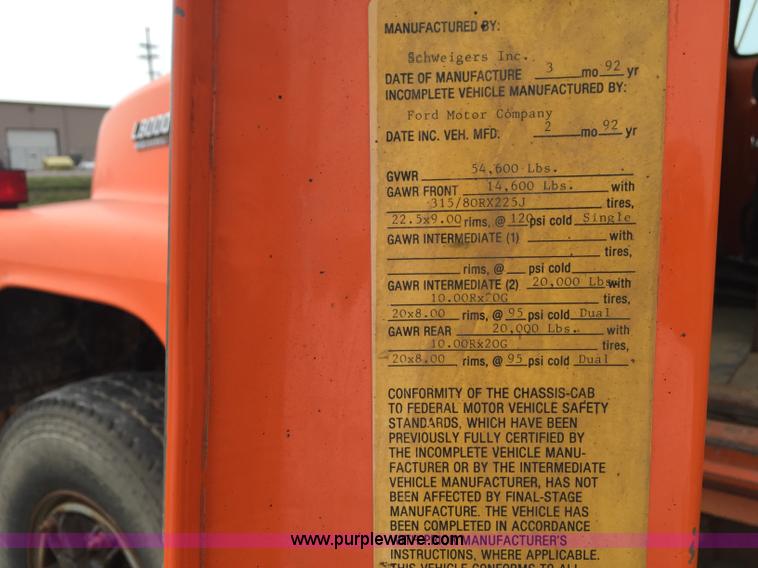 L8000
MANUFACTURED BY:
Schweigers Inc.
DATE OF MANUFACTURE 3 mo 92 yr
INCOMPLETE VEHICLE MANUFACTURED BY:
Ford Motor Company
DATE INC. VEH. MFD. 2 mo 92 yr
GVWR 54,600 Lbs.
GAWR FRONT 14,600 Lbs. with
315/80RX225J tires,
22.5x9.00 rims, @ 120 psi cold Single
GAWR INTERMEDIATE (1) with
tires,
rims, @ psi cold
GAWR INTERMEDIATE (2) 20,000 Lbs. with
10.00Rx20G tires,
20x8.00 rims, @ 95 psi cold Dual
GAWR REAR 20,000 Lbs. with
10.00Rx20G tires,
20x8.00 rims, @ 95 psi cold Dual
CONFORMITY OF THE CHASSIS-CAB
TO FEDERAL MOTOR VEHICLE SAFETY
STANDARDS, WHICH HAVE BEEN
PREVIOUSLY FULLY CERTIFIED BY
THE INCOMPLETE VEHICLE MANU-
FACTURER OR BY THE INTERMEDIATE
VEHICLE MANUFACTURER, HAS NOT
BEEN AFFECTED BY FINAL-STAGE
MANUFACTURE. THE VEHICLE HAS
BEEN COMPLETED IN ACCORDANCE
MANUFACTURER'S
www.purplewave.com
INSTRUCTIONS, WHERE APPLICABLE.
THIS VEHICLE CONFORMS TO ALL